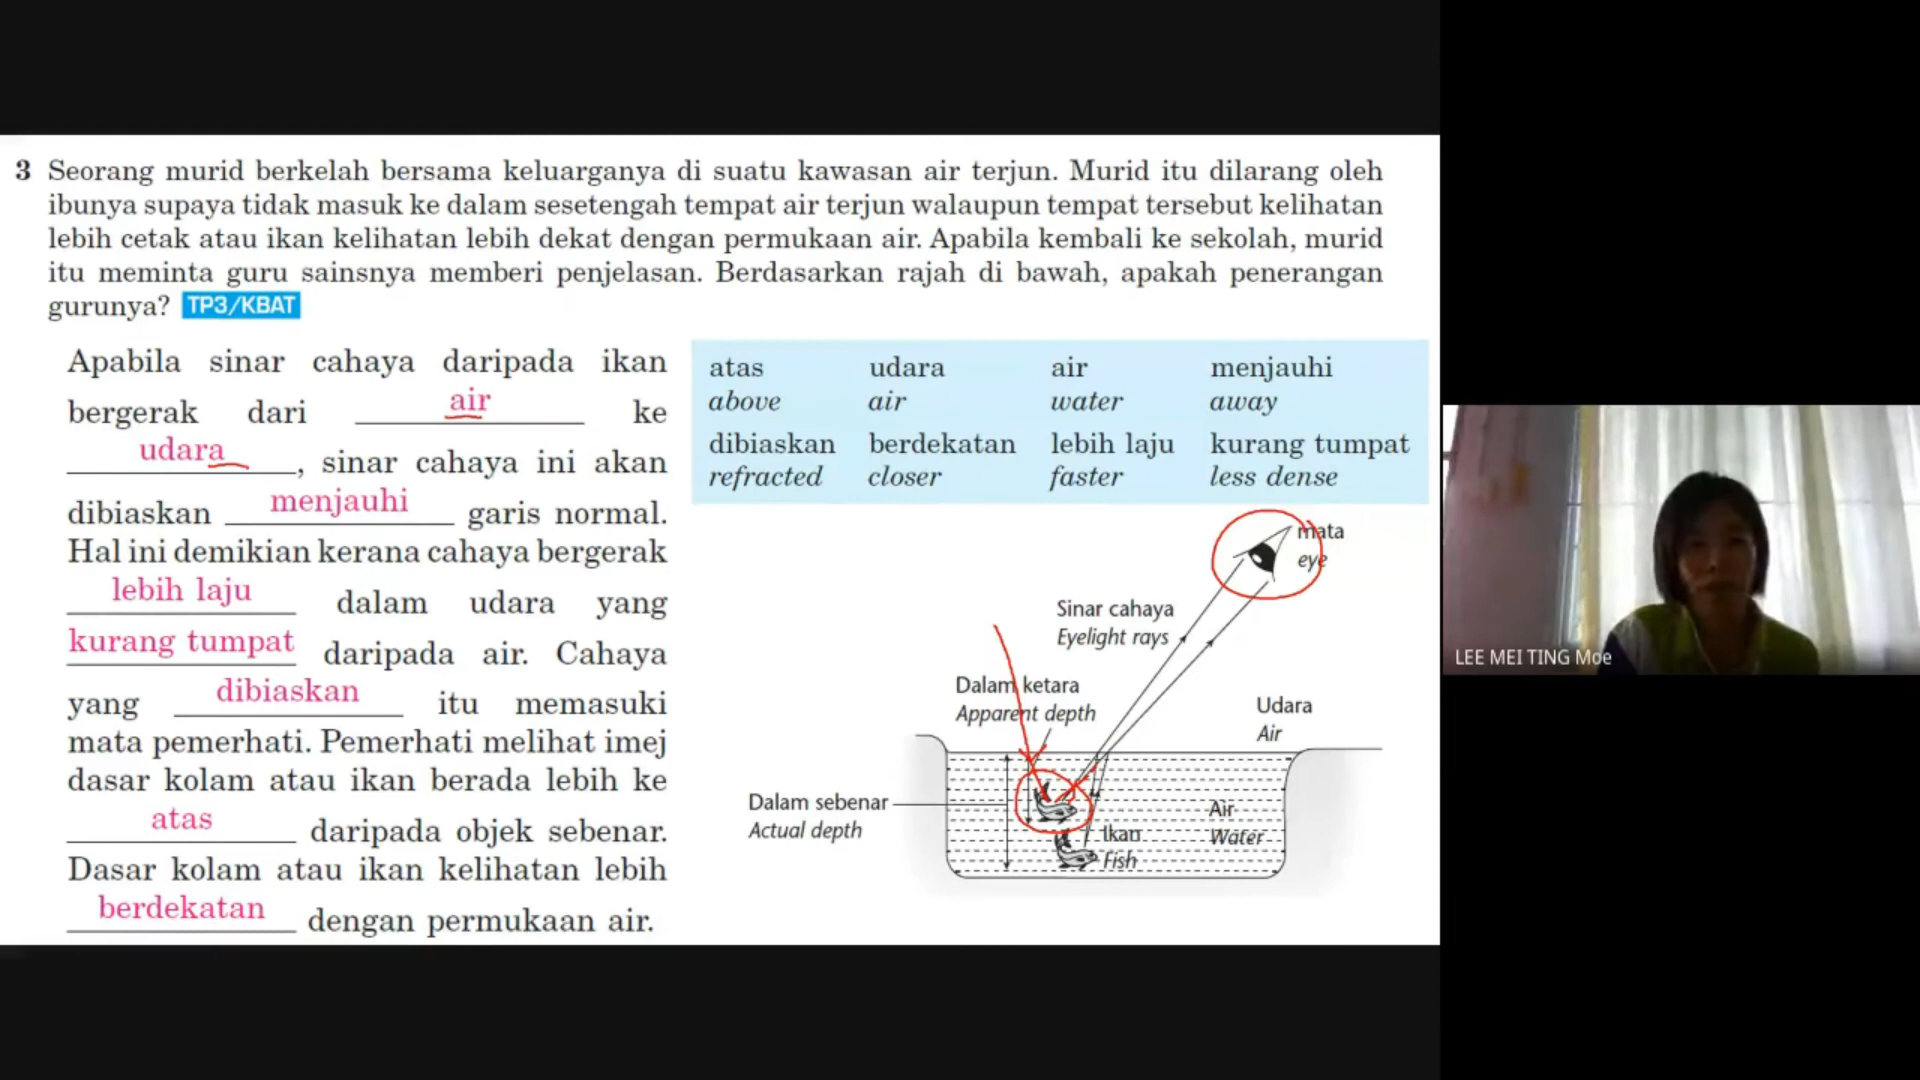 3 Seorang murid berkelah bersama keluarganya di suatu kawasan air terjun. Murid itu dilarang oleh
ibunya supaya tidak masuk ke dalam sesetengah tempat air terjun walaupun tempat tersebut kelihatan
lebih cetak atau ikan kelihatan lebih dekat dengan permukaan air. Apabila kembali ke sekolah, murid
itu meminta guru sainsnya memberi penjelasan. Berdasarkan rajah di bawah, apakah penerangan
gurunya? TP3/KBAT
Apabila sinar cahaya daripada ikan
bergerak dari air ke
udara, sinar cahaya ini akan
dibiaskan menjauhi garis normal.
Hal ini demikian kerana cahaya bergerak
lebih laju dalam udara yang
kurang tumpat daripada air. Cahaya
yang dibiaskan itu memasuki
mata pemerhati. Pemerhati melihat imej
dasar kolam atau ikan berada lebih ke
atas daripada objek sebenar.
Dasar kolam atau ikan kelihatan lebih
berdekatan dengan permukaan air.
atas udara air menjauhi
above air water away
dibiaskan berdekatan lebih laju kurang tumpat
refracted closer faster less dense
mata
eye
Sinar cahaya
Eyelight rays
Dalam ketara
Apparent depth
Udara
Air
Dalam sebenar
Actual depth
Air
Water
Ikan
Fish
LEE MEI TING Moe